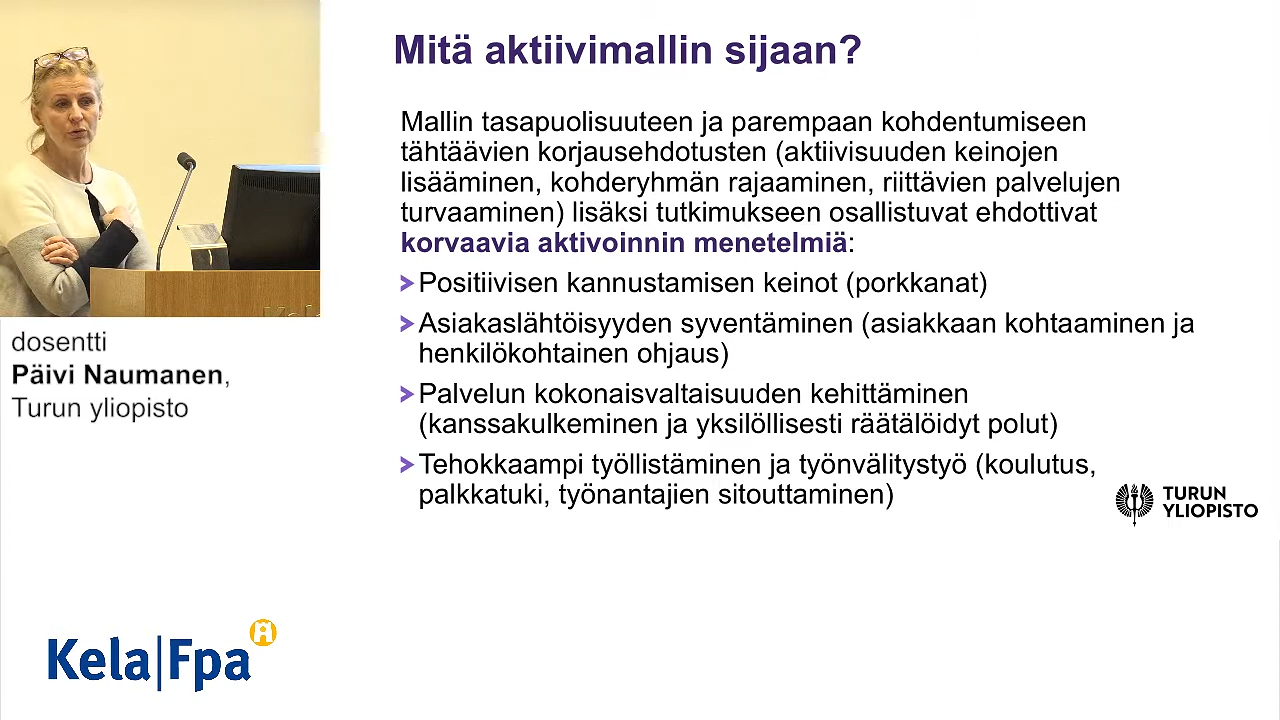 Mitä aktiivimallin sijaan?
Mallin tasapuolisuuteen ja parempaan kohdentumiseen
tähtäävien korjausehdotusten (aktiivisuuden keinojen
lisääminen, kohderyhmän rajaaminen, riittävien palvelujen
turvaaminen) lisäksi tutkimukseen osallistuvat ehdottivat
korvaavia aktivoinnin menetelmiä:
Positiivisen kannustamisen keinot (porkkanat)
Asiakaslähtöisyyden syventäminen (asiakkaan kohtaaminen ja
henkilökohtainen ohjaus)
Palvelun kokonaisvaltaisuuden kehittäminen
(kanssakulkeminen ja yksilöllisesti räätälöidyt polut)
Tehokkaampi työllistäminen ja työnvälitystyö (koulutus,
palkkatuki, työnantajien sitouttaminen)
TURUN
YLIOPISTO
dosentti
Päivi Naumanen,
Turun yliopisto
Kela|Fpa